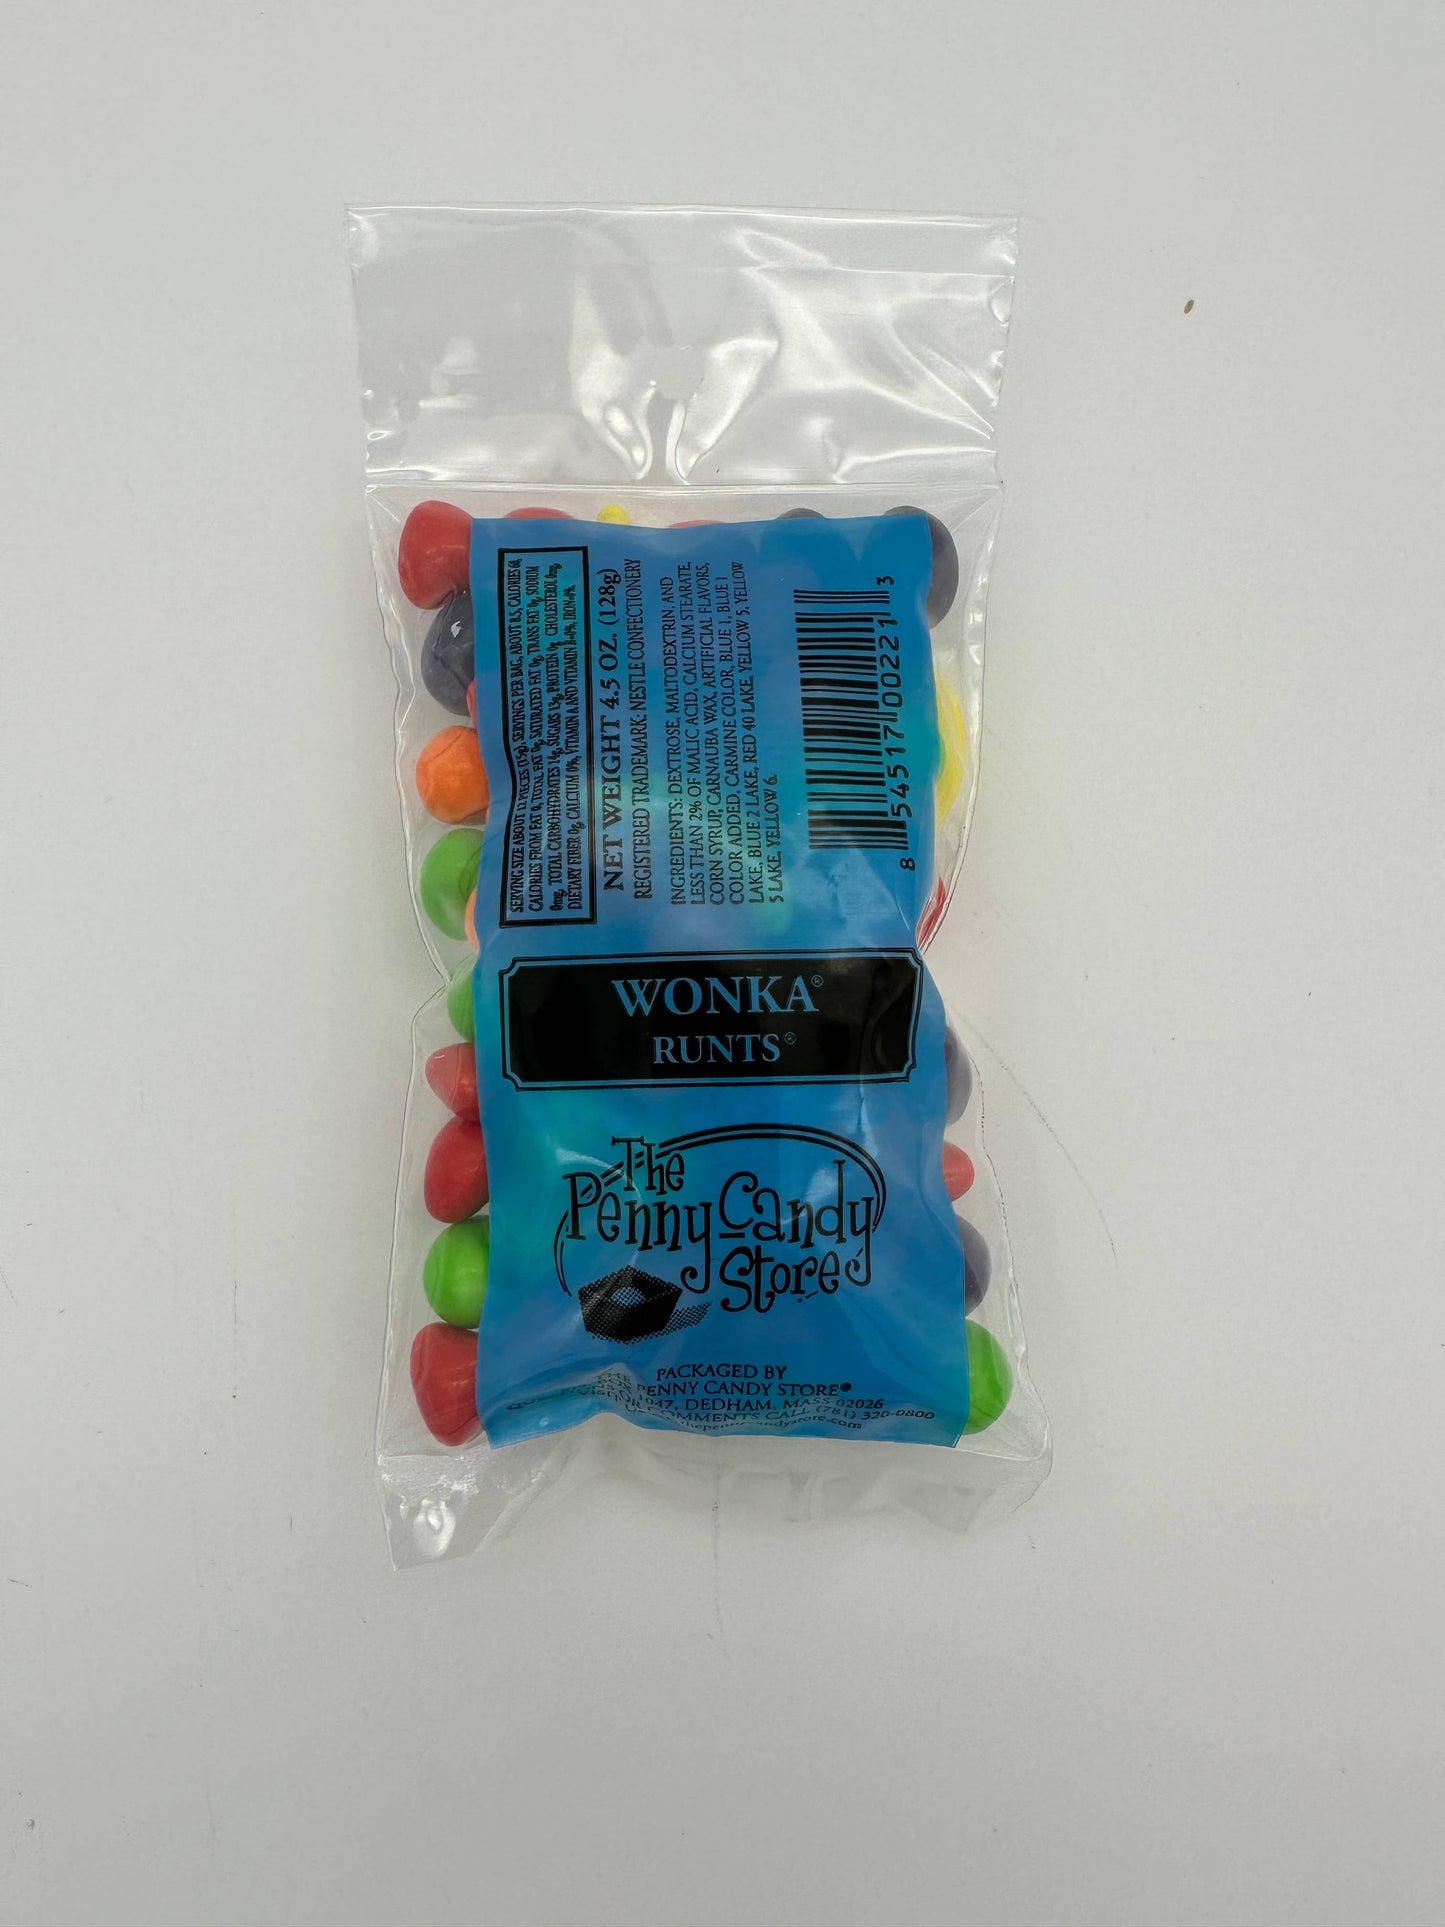 SERVING SIZE ABOUT 12 PIECES (15g), SERVINGS PER BAG, ABOUT 8.5, CALORIES 60,
CALORIES FROM FAT 0, TOTAL FAT 0g, SATURATED FAT 0g, TRANS FAT 0g, SODIUM
0mg, TOTAL CARBOHYDRATES 14g, SUGARS 13g, PROTEIN 0g, CHOLESTEROL 0mg,
DIETARY FIBER 0g, CALCIUM 0%, VITAMIN A AND VITAMIN B-0%, IRON-0%.
NET WEIGHT 4.5 OZ. (128g)
REGISTERED TRADEMARK: NESTLE CONFECTIONERY
INGREDIENTS: DEXTROSE, MALTODEXTRIN, AND
LESS THAN 2% OF MALIC ACID, CALCIUM STEARATE,
CORN SYRUP, CARNAUBA WAX, ARTIFICIAL FLAVORS,
COLOR ADDED, CARMINE COLOR, BLUE 1, BLUE 1
LAKE, BLUE 2 LAKE, RED 40 LAKE, YELLOW 5, YELLOW
5 LAKE, YELLOW 6.
8 54517 00221 3
WONKA®
RUNTS®
The
Penny Candy
Store
PACKAGED BY
PENNY CANDY STORE®
1047, DEDHAM, MASS 02026
COMMENTS CALL (781) 320-0800
thepennycandystore.com